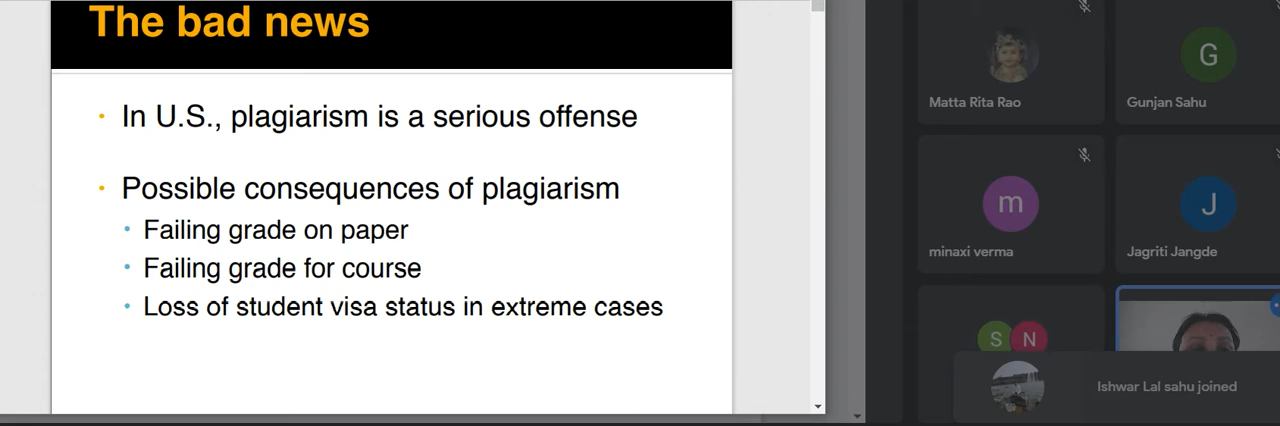 The bad news
In U.S., plagiarism is a serious offense
Possible consequences of plagiarism
Failing grade on paper
Failing grade for course
Loss of student visa status in extreme cases
Matta Rita Rao
G
Gunjan Sahu
m
minaxi verma
J
Jagriti Jangde
S N
Ishwar Lal sahu joined